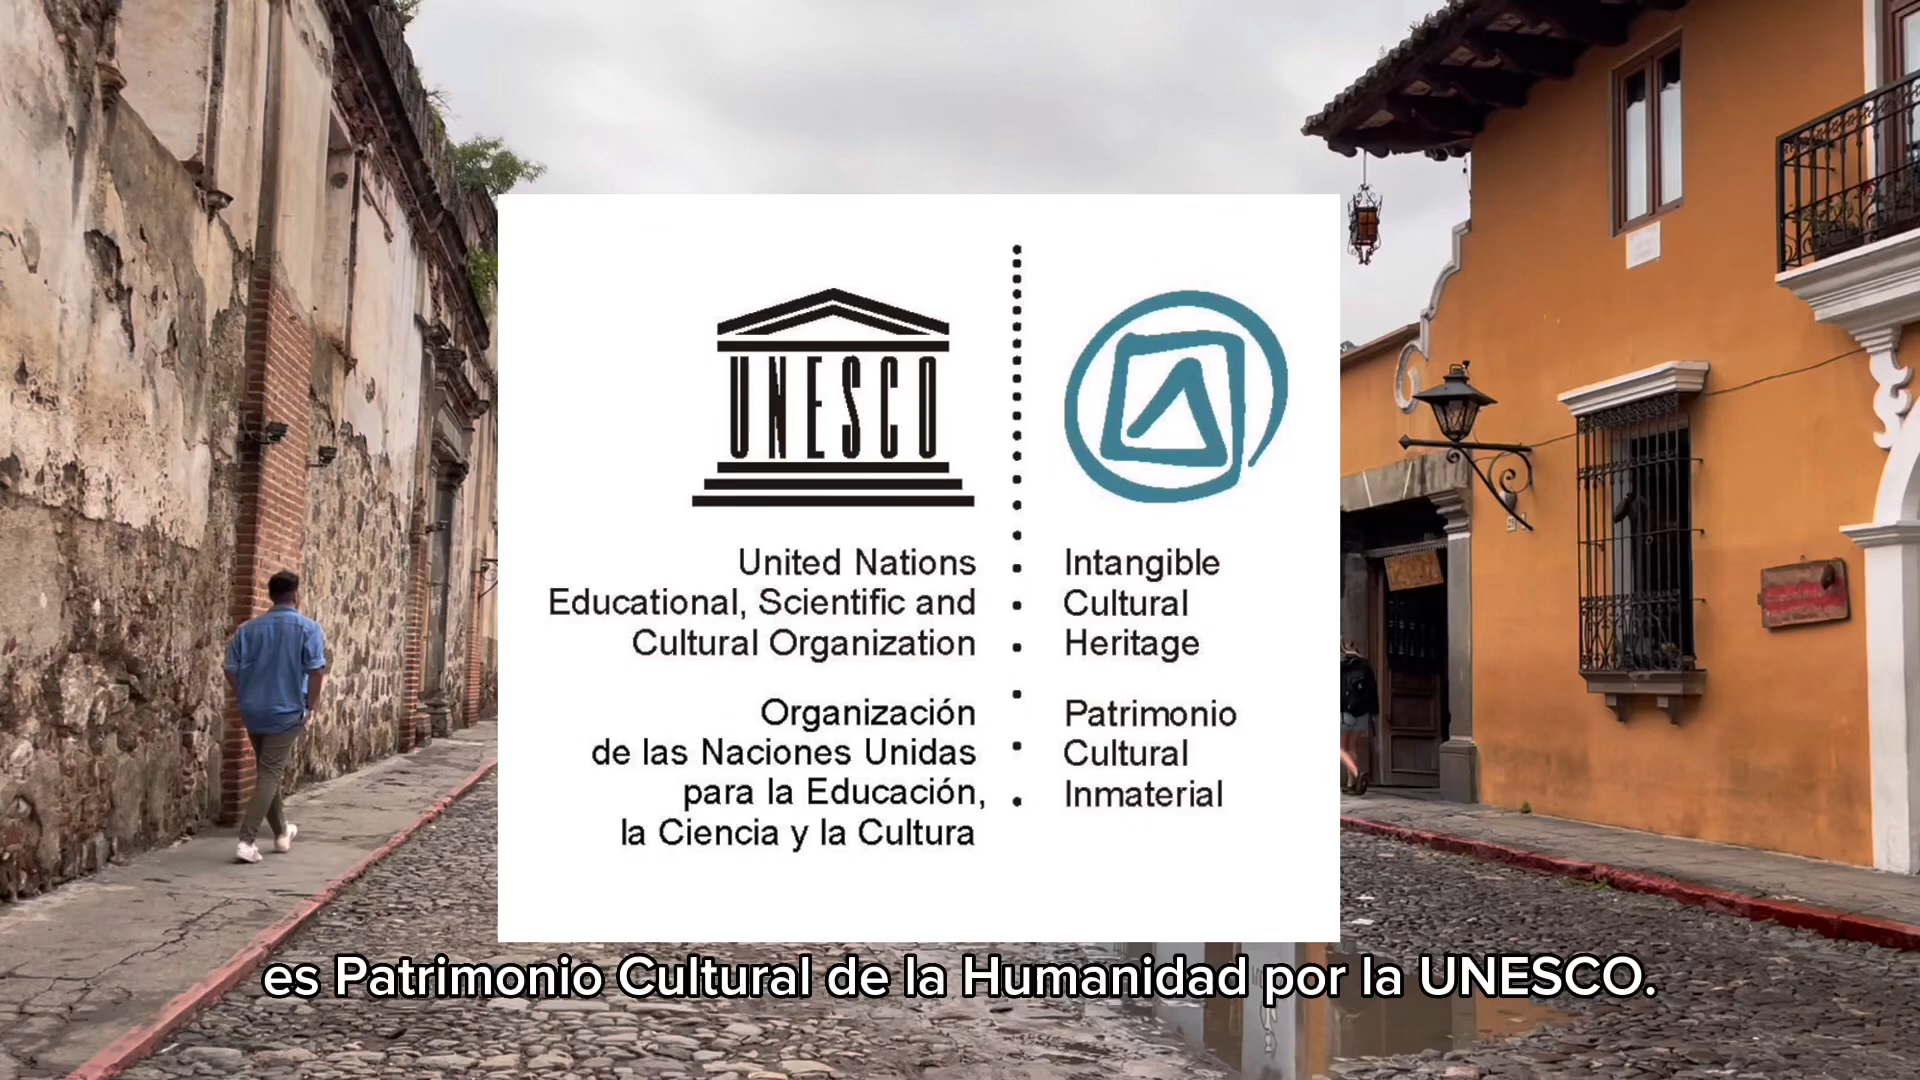 UNESCO
United Nations
Educational, Scientific and
Cultural Organization
Organización
de las Naciones Unidas
para la Educación,
la Ciencia y la Cultura
Intangible
Cultural
Heritage
Patrimonio
Cultural
Inmaterial
es Patrimonio Cultural de la Humanidad por la UNESCO.